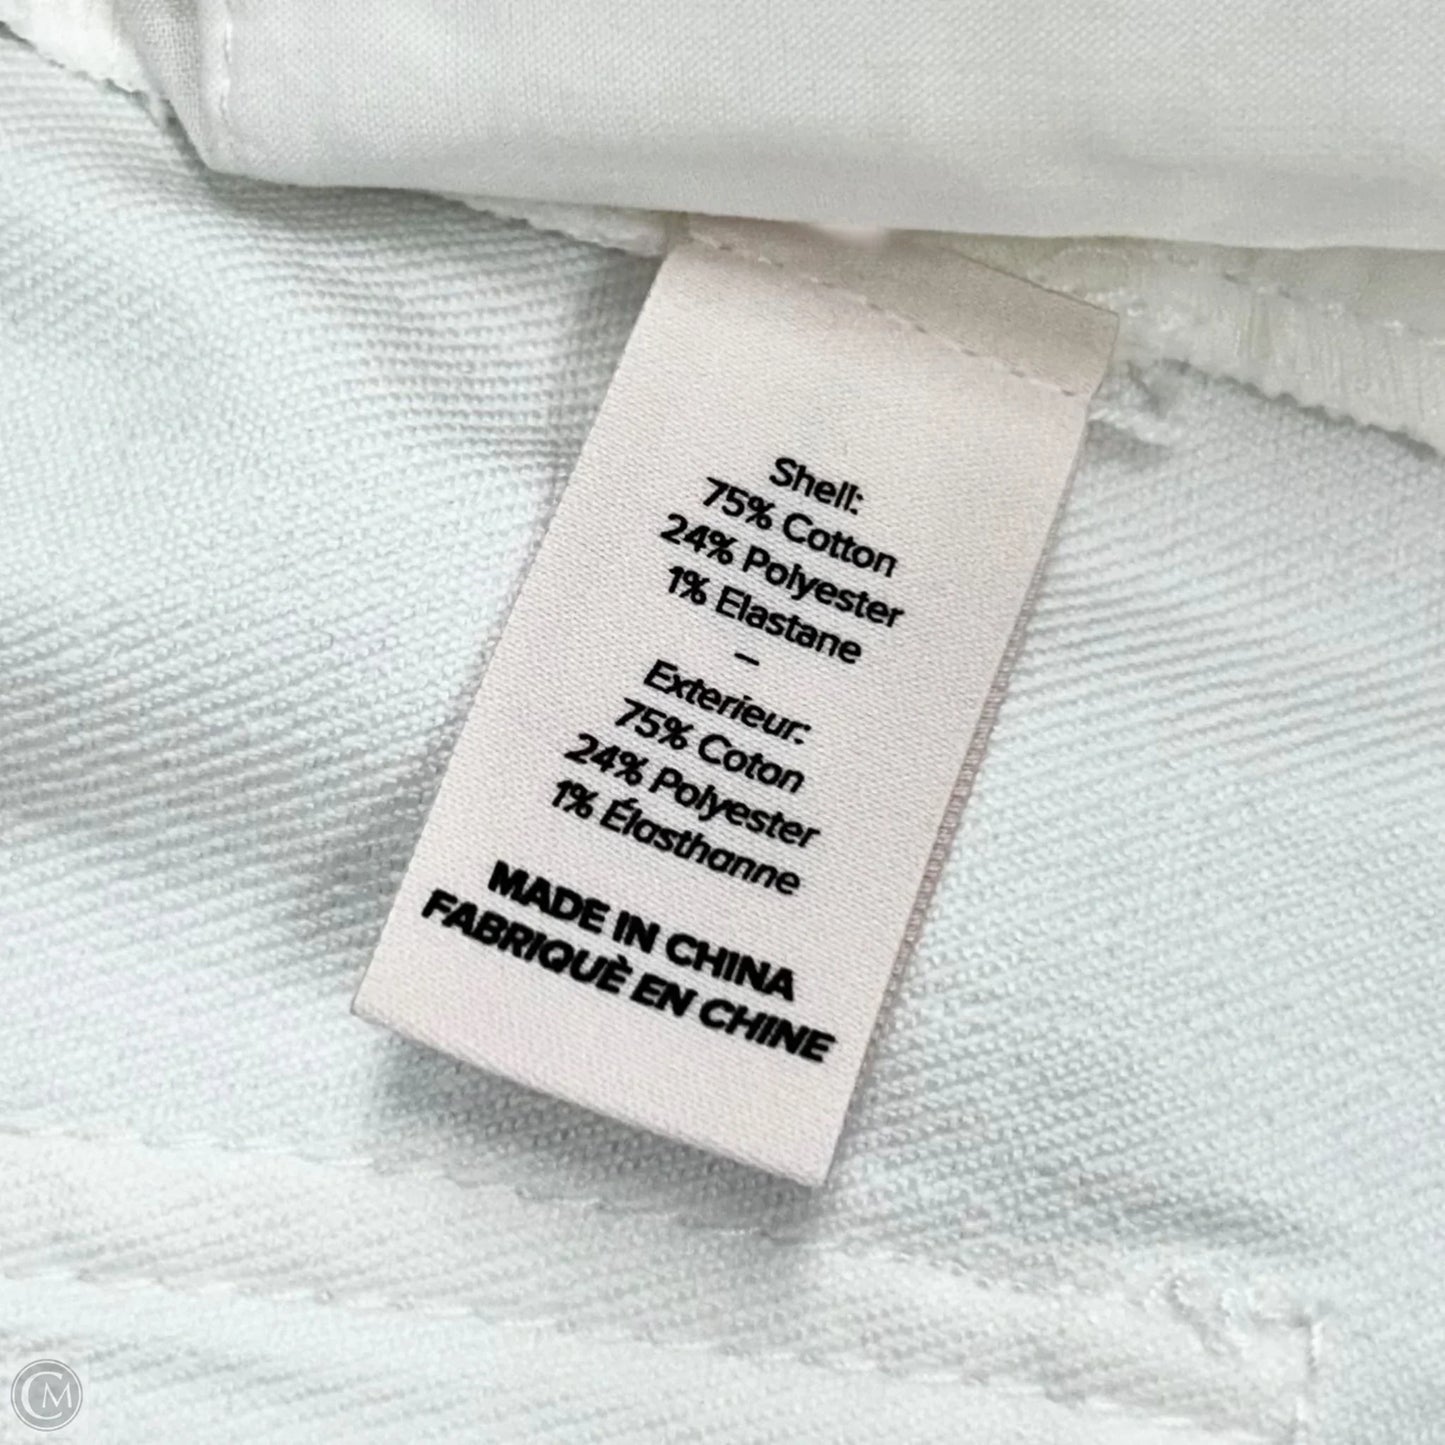 Shell:
75% Cotton
24% Polyester
1% Elastane
–
Exterieur:
75% Coton
24% Polyester
1% Élasthanne
MADE IN CHINA
FABRIQUÈ EN CHINE
CM